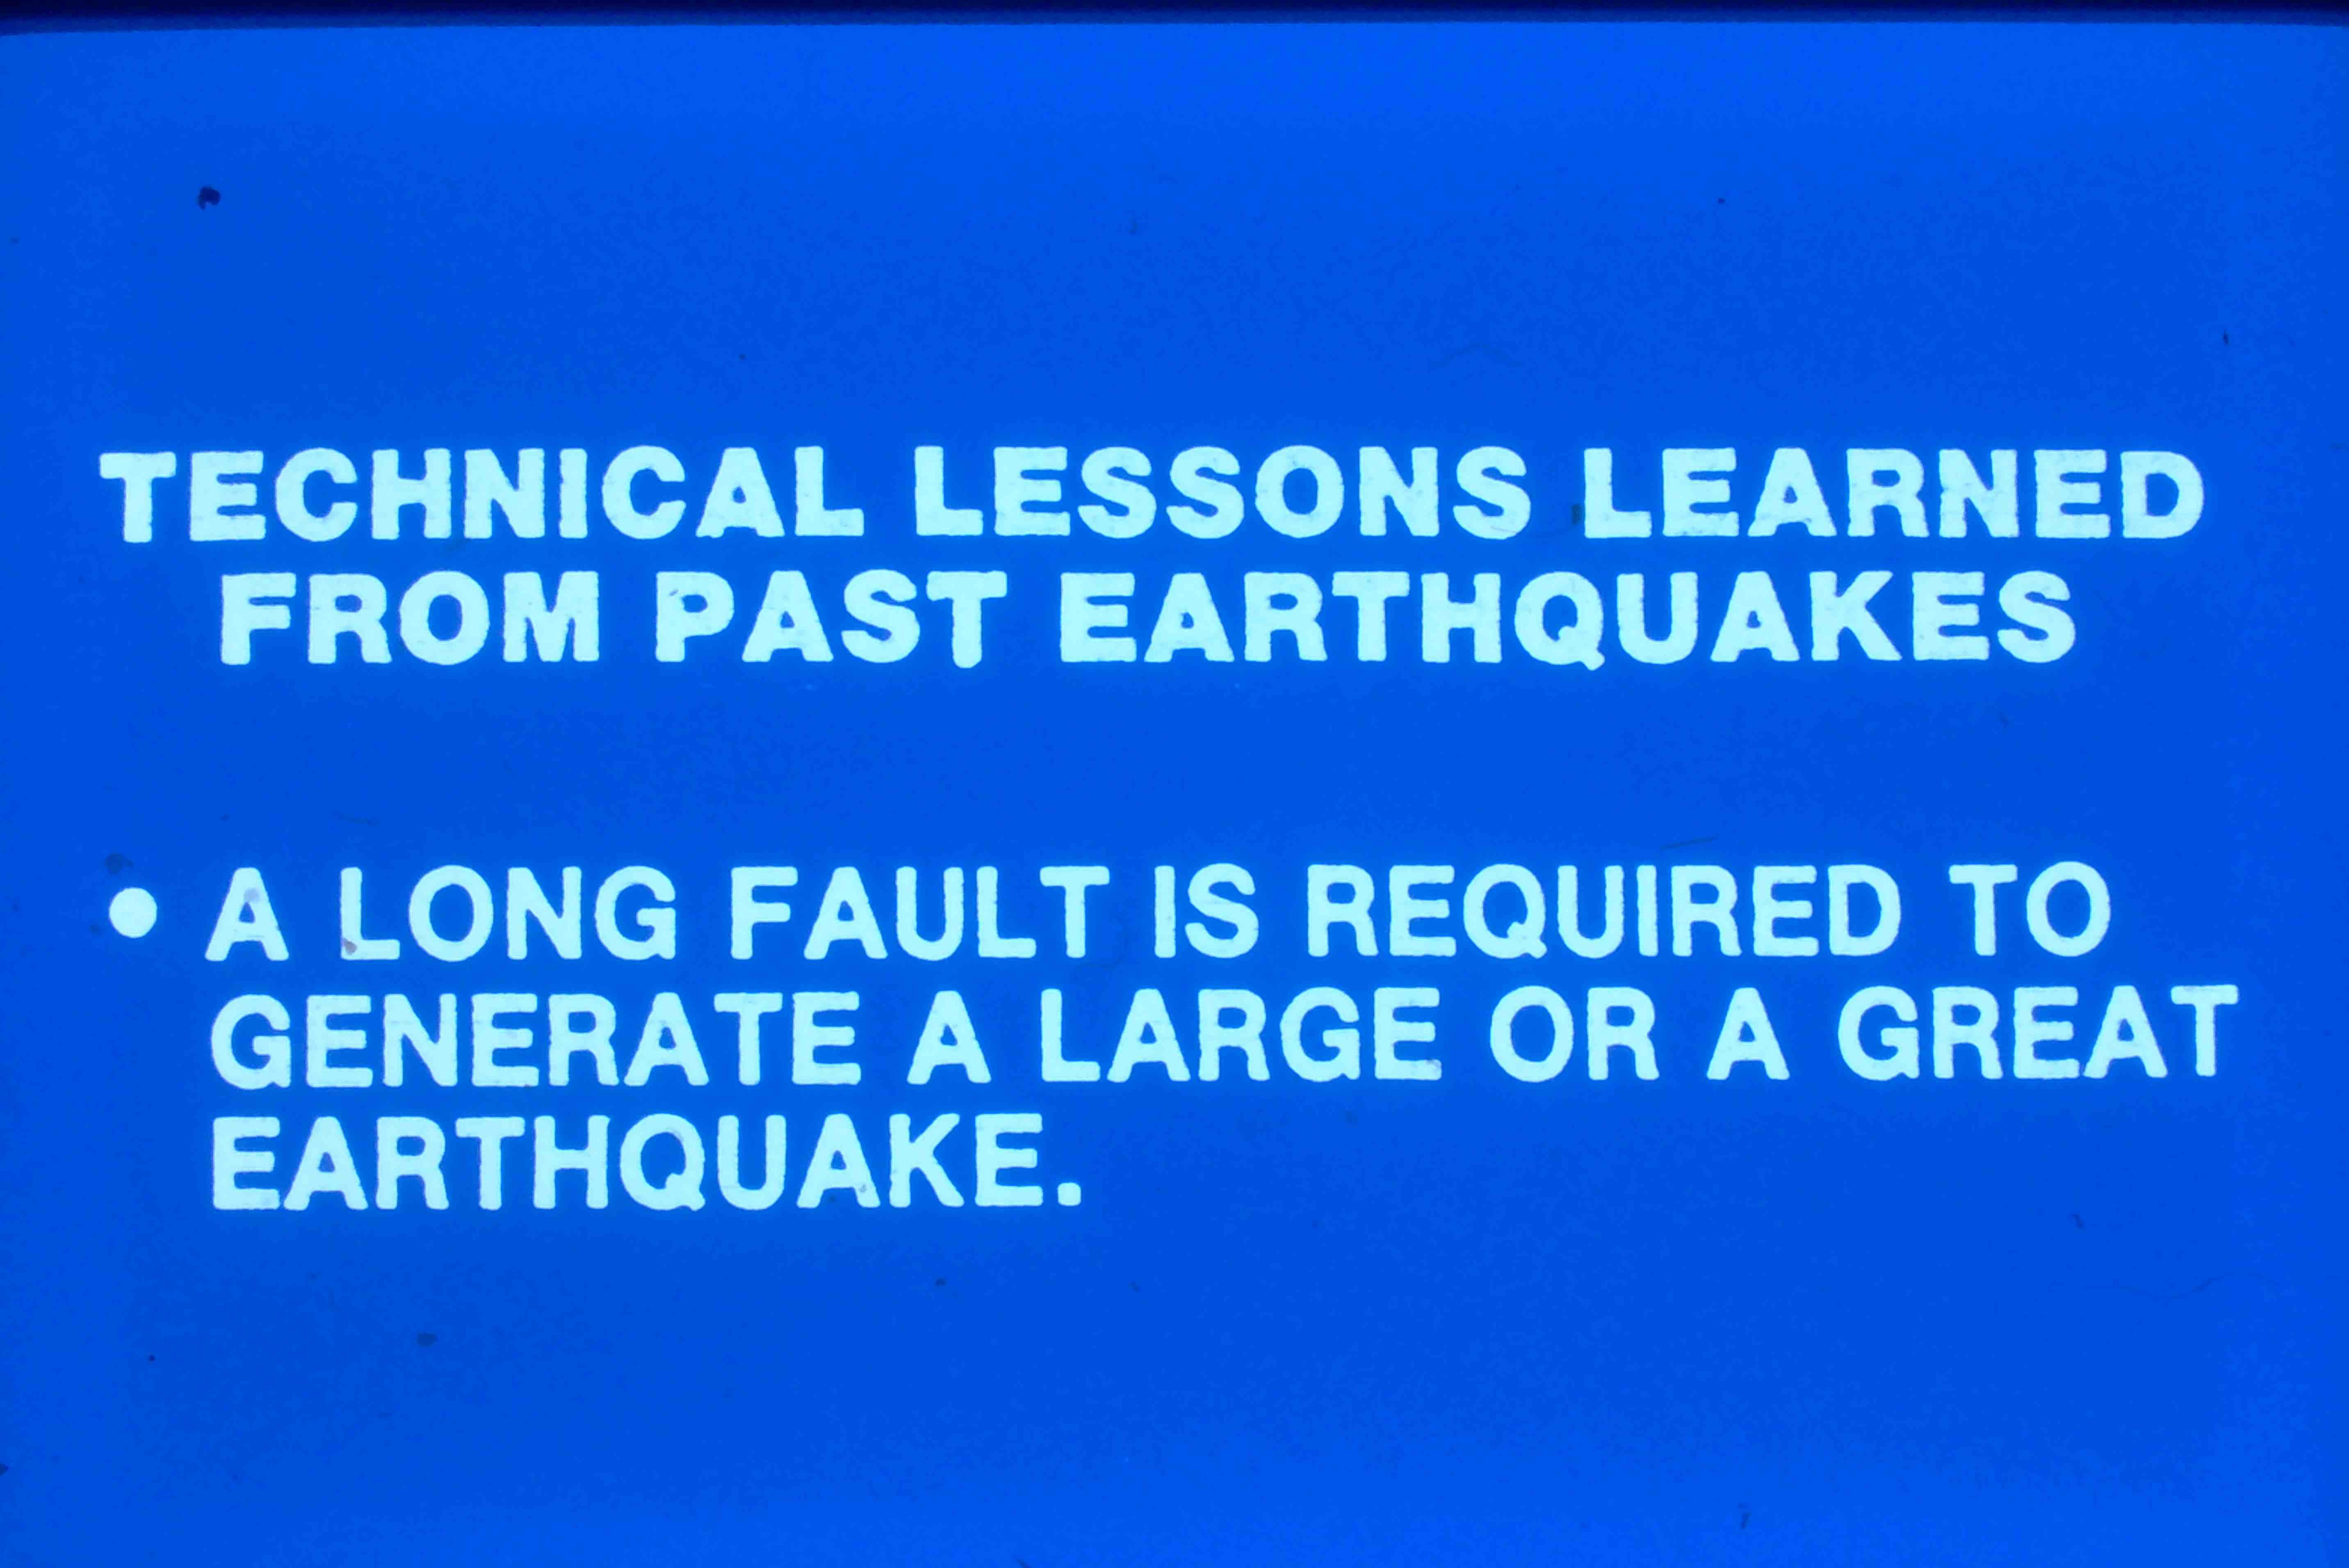 TECHNICAL LESSONS LEARNED
FROM PAST EARTHQUAKES
• A LONG FAULT IS REQUIRED TO
GENERATE A LARGE OR A GREAT
EARTHQUAKE.